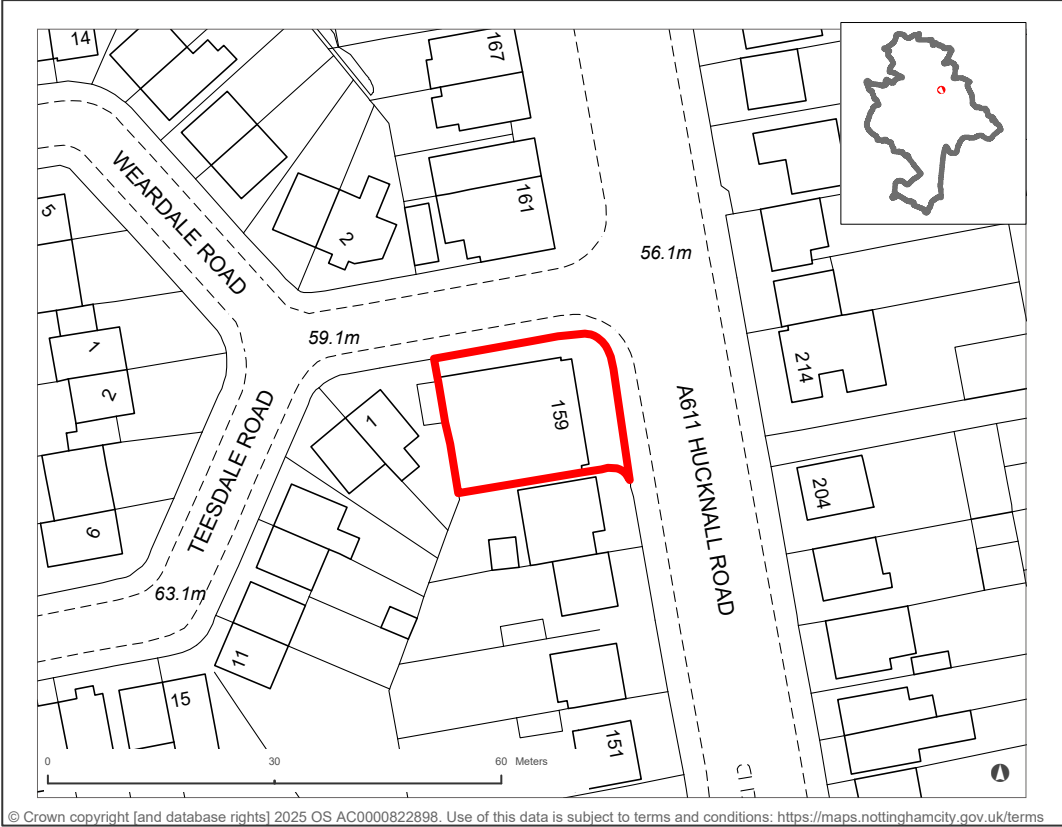 14
167
WEARDALE ROAD
5
2
161
56.1m
59.1m
1
2
1
159
214
A611 HUCKNALL ROAD
204
TEESDALE ROAD
6
63.1m
11
15
151
0 30 60 Meters
© Crown copyright [and database rights] 2025 OS AC0000822898. Use of this data is subject to terms and conditions: https://maps.nottinghamcity.gov.uk/terms